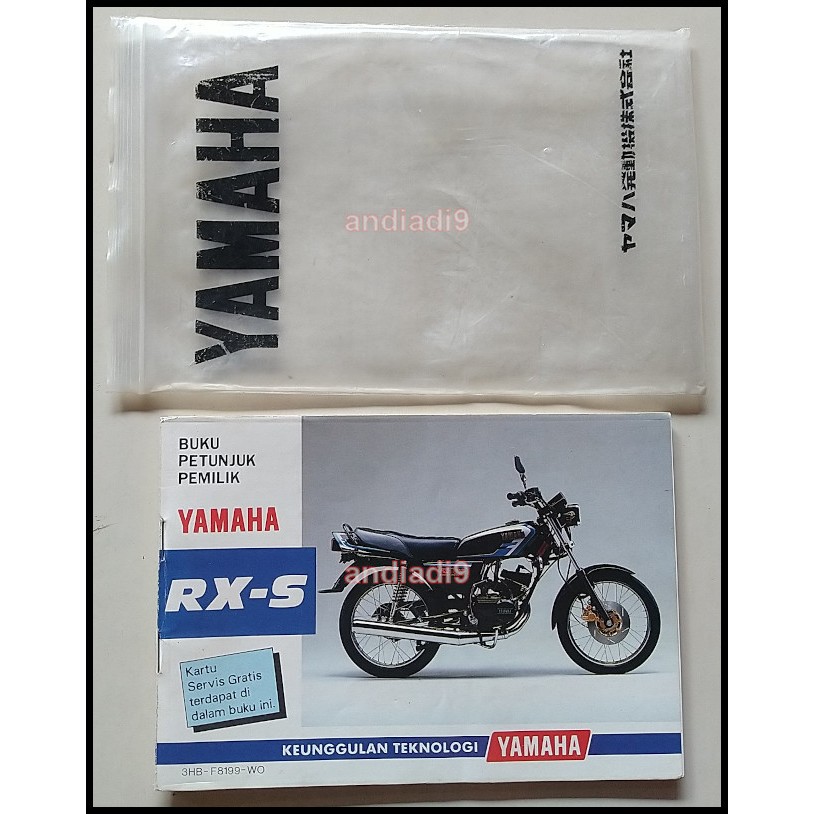 YAMAHA
ヤマハ発動機株式会社
andiadi9
BUKU
PETUNJUK
PEMILIK
YAMAHA
RX-S
YAMAHA
andiadi9
Kartu
Servis Gratis
terdapat di
dalam buku ini.
KEUNGGULAN TEKNOLOGI YAMAHA
3HB-F8199-WO